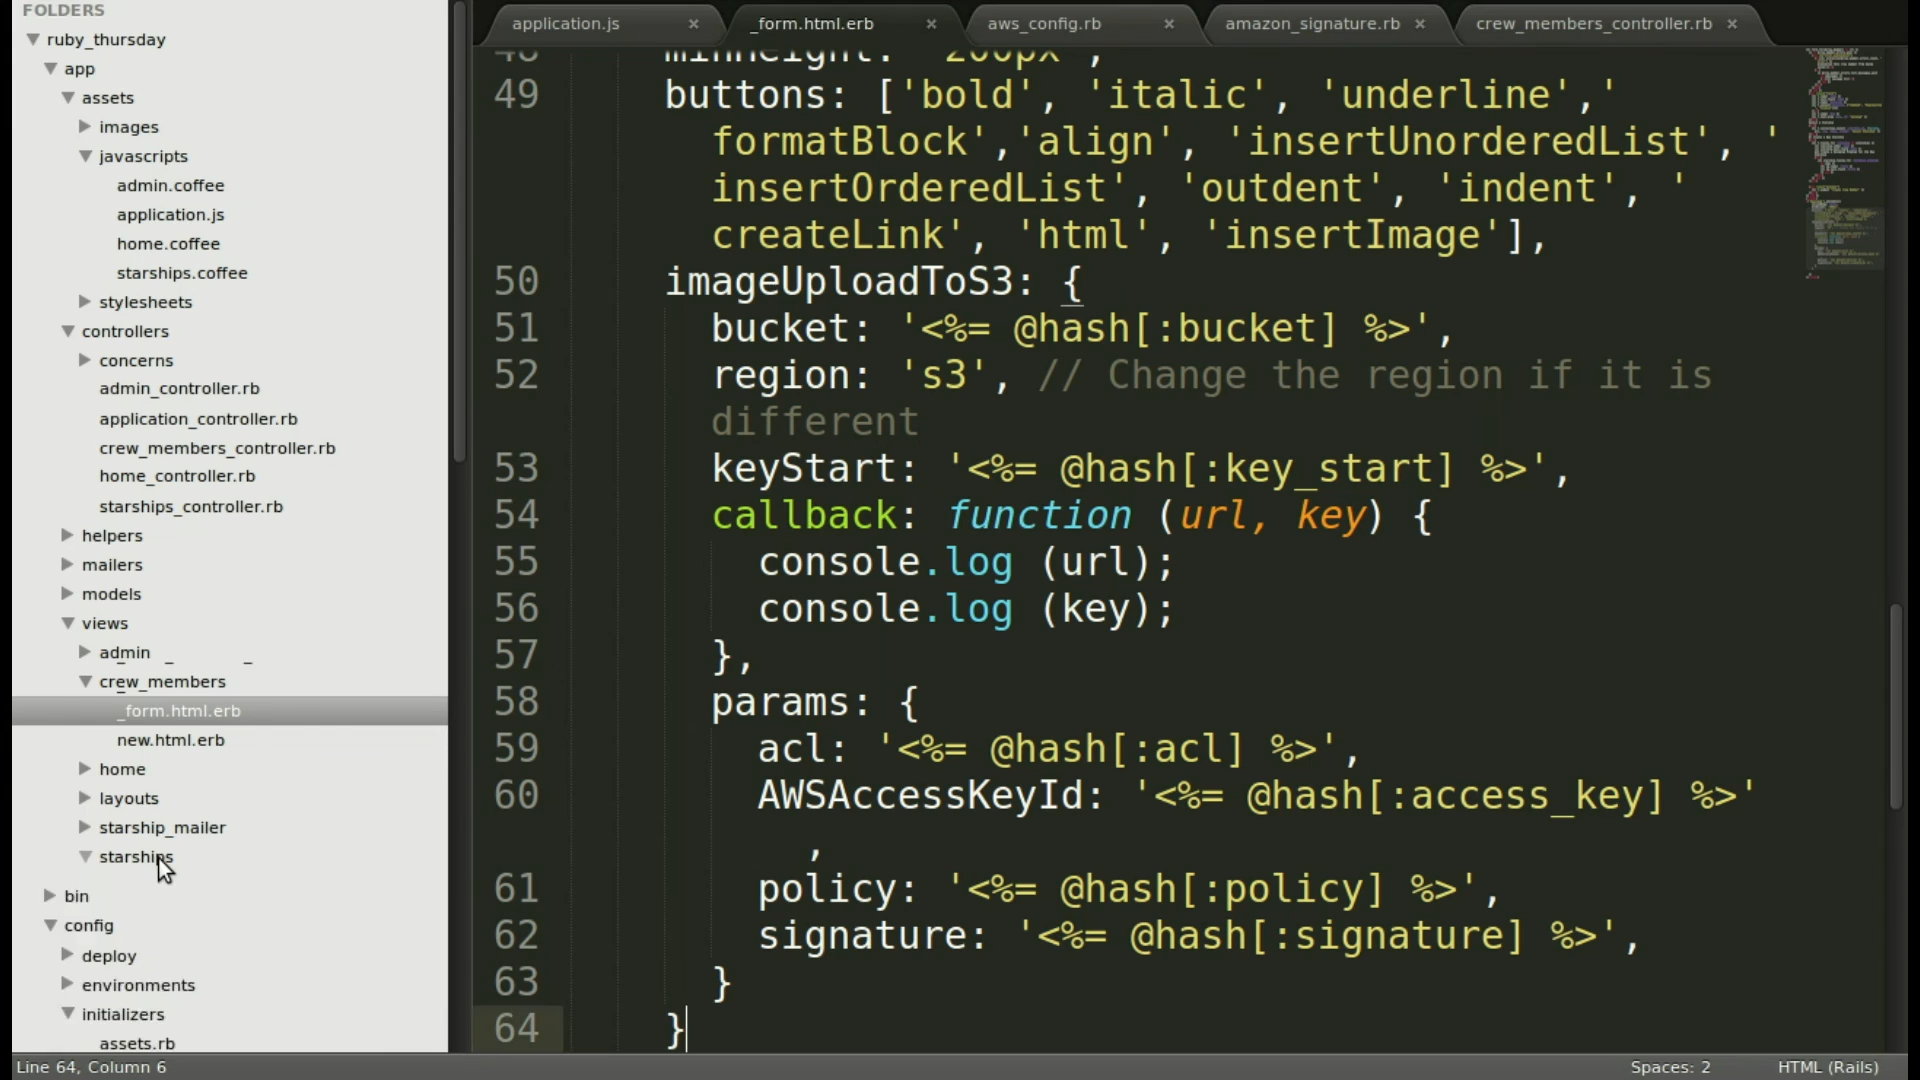 FOLDERS
ruby_thursday
app
assets
images
javascripts
admin.coffee
application.js
home.coffee
starships.coffee
stylesheets
controllers
concerns
admin_controller.rb
application_controller.rb
crew_members_controller.rb
home_controller.rb
starships_controller.rb
helpers
mailers
models
views
admin
crew_members
_form.html.erb
new.html.erb
home
layouts
starship_mailer
starships
bin
config
deploy
environments
initializers
assets.rb
application.js × _form.html.erb × aws_config.rb × amazon_signature.rb × crew_members_controller.rb ×
48 minHeight: '200px',
49 buttons: ['bold', 'italic', 'underline','
formatBlock','align', 'insertUnorderedList', '
insertOrderedList', 'outdent', 'indent', '
createLink', 'html', 'insertImage'],
50 imageUploadToS3: {
51 bucket: '<%= @hash[:bucket] %>',
52 region: 's3', // Change the region if it is
different
53 keyStart: '<%= @hash[:key_start] %>',
54 callback: function (url, key) {
55 console.log (url);
56 console.log (key);
57 },
58 params: {
59 acl: '<%= @hash[:acl] %>',
60 AWSAccessKeyId: '<%= @hash[:access_key] %>'
,
61 policy: '<%= @hash[:policy] %>',
62 signature: '<%= @hash[:signature] %>',
63 }
64 }
Line 64, Column 6
Spaces: 2
HTML (Rails)